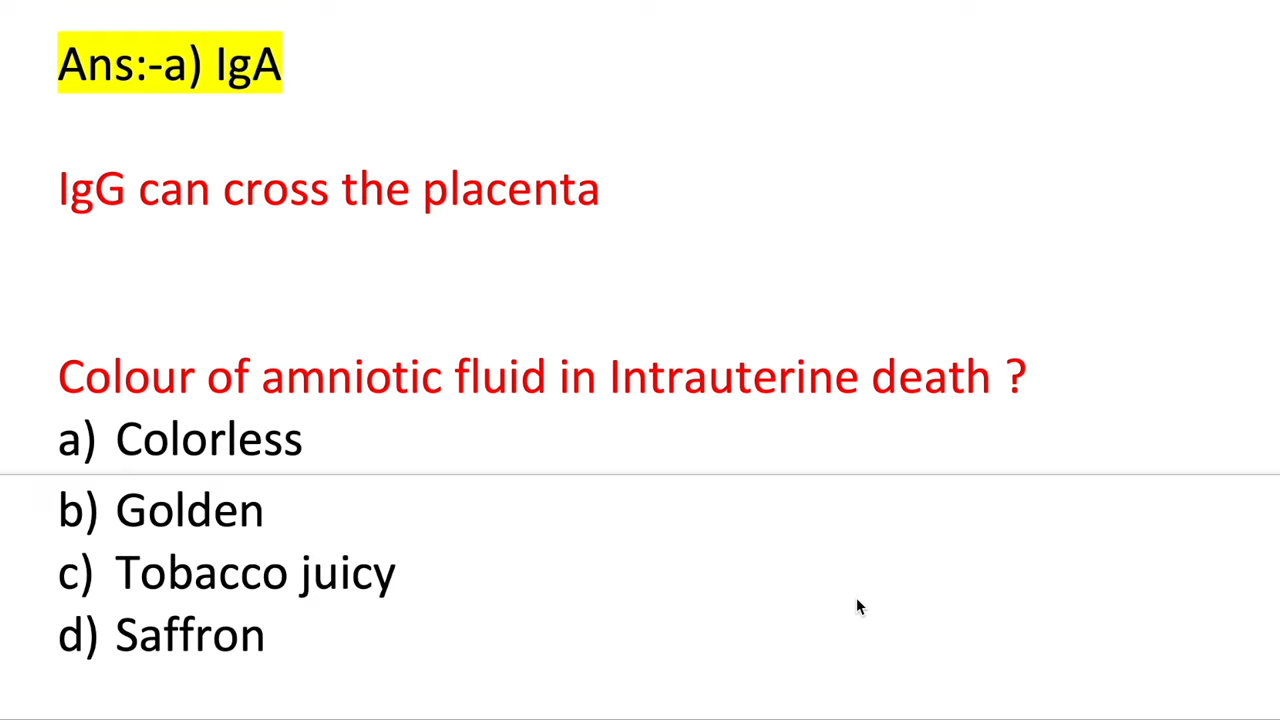 Ans:-a) IgA
IgG can cross the placenta
Colour of amniotic fluid in Intrauterine death ?
a) Colorless
b) Golden
c) Tobacco juicy
d) Saffron